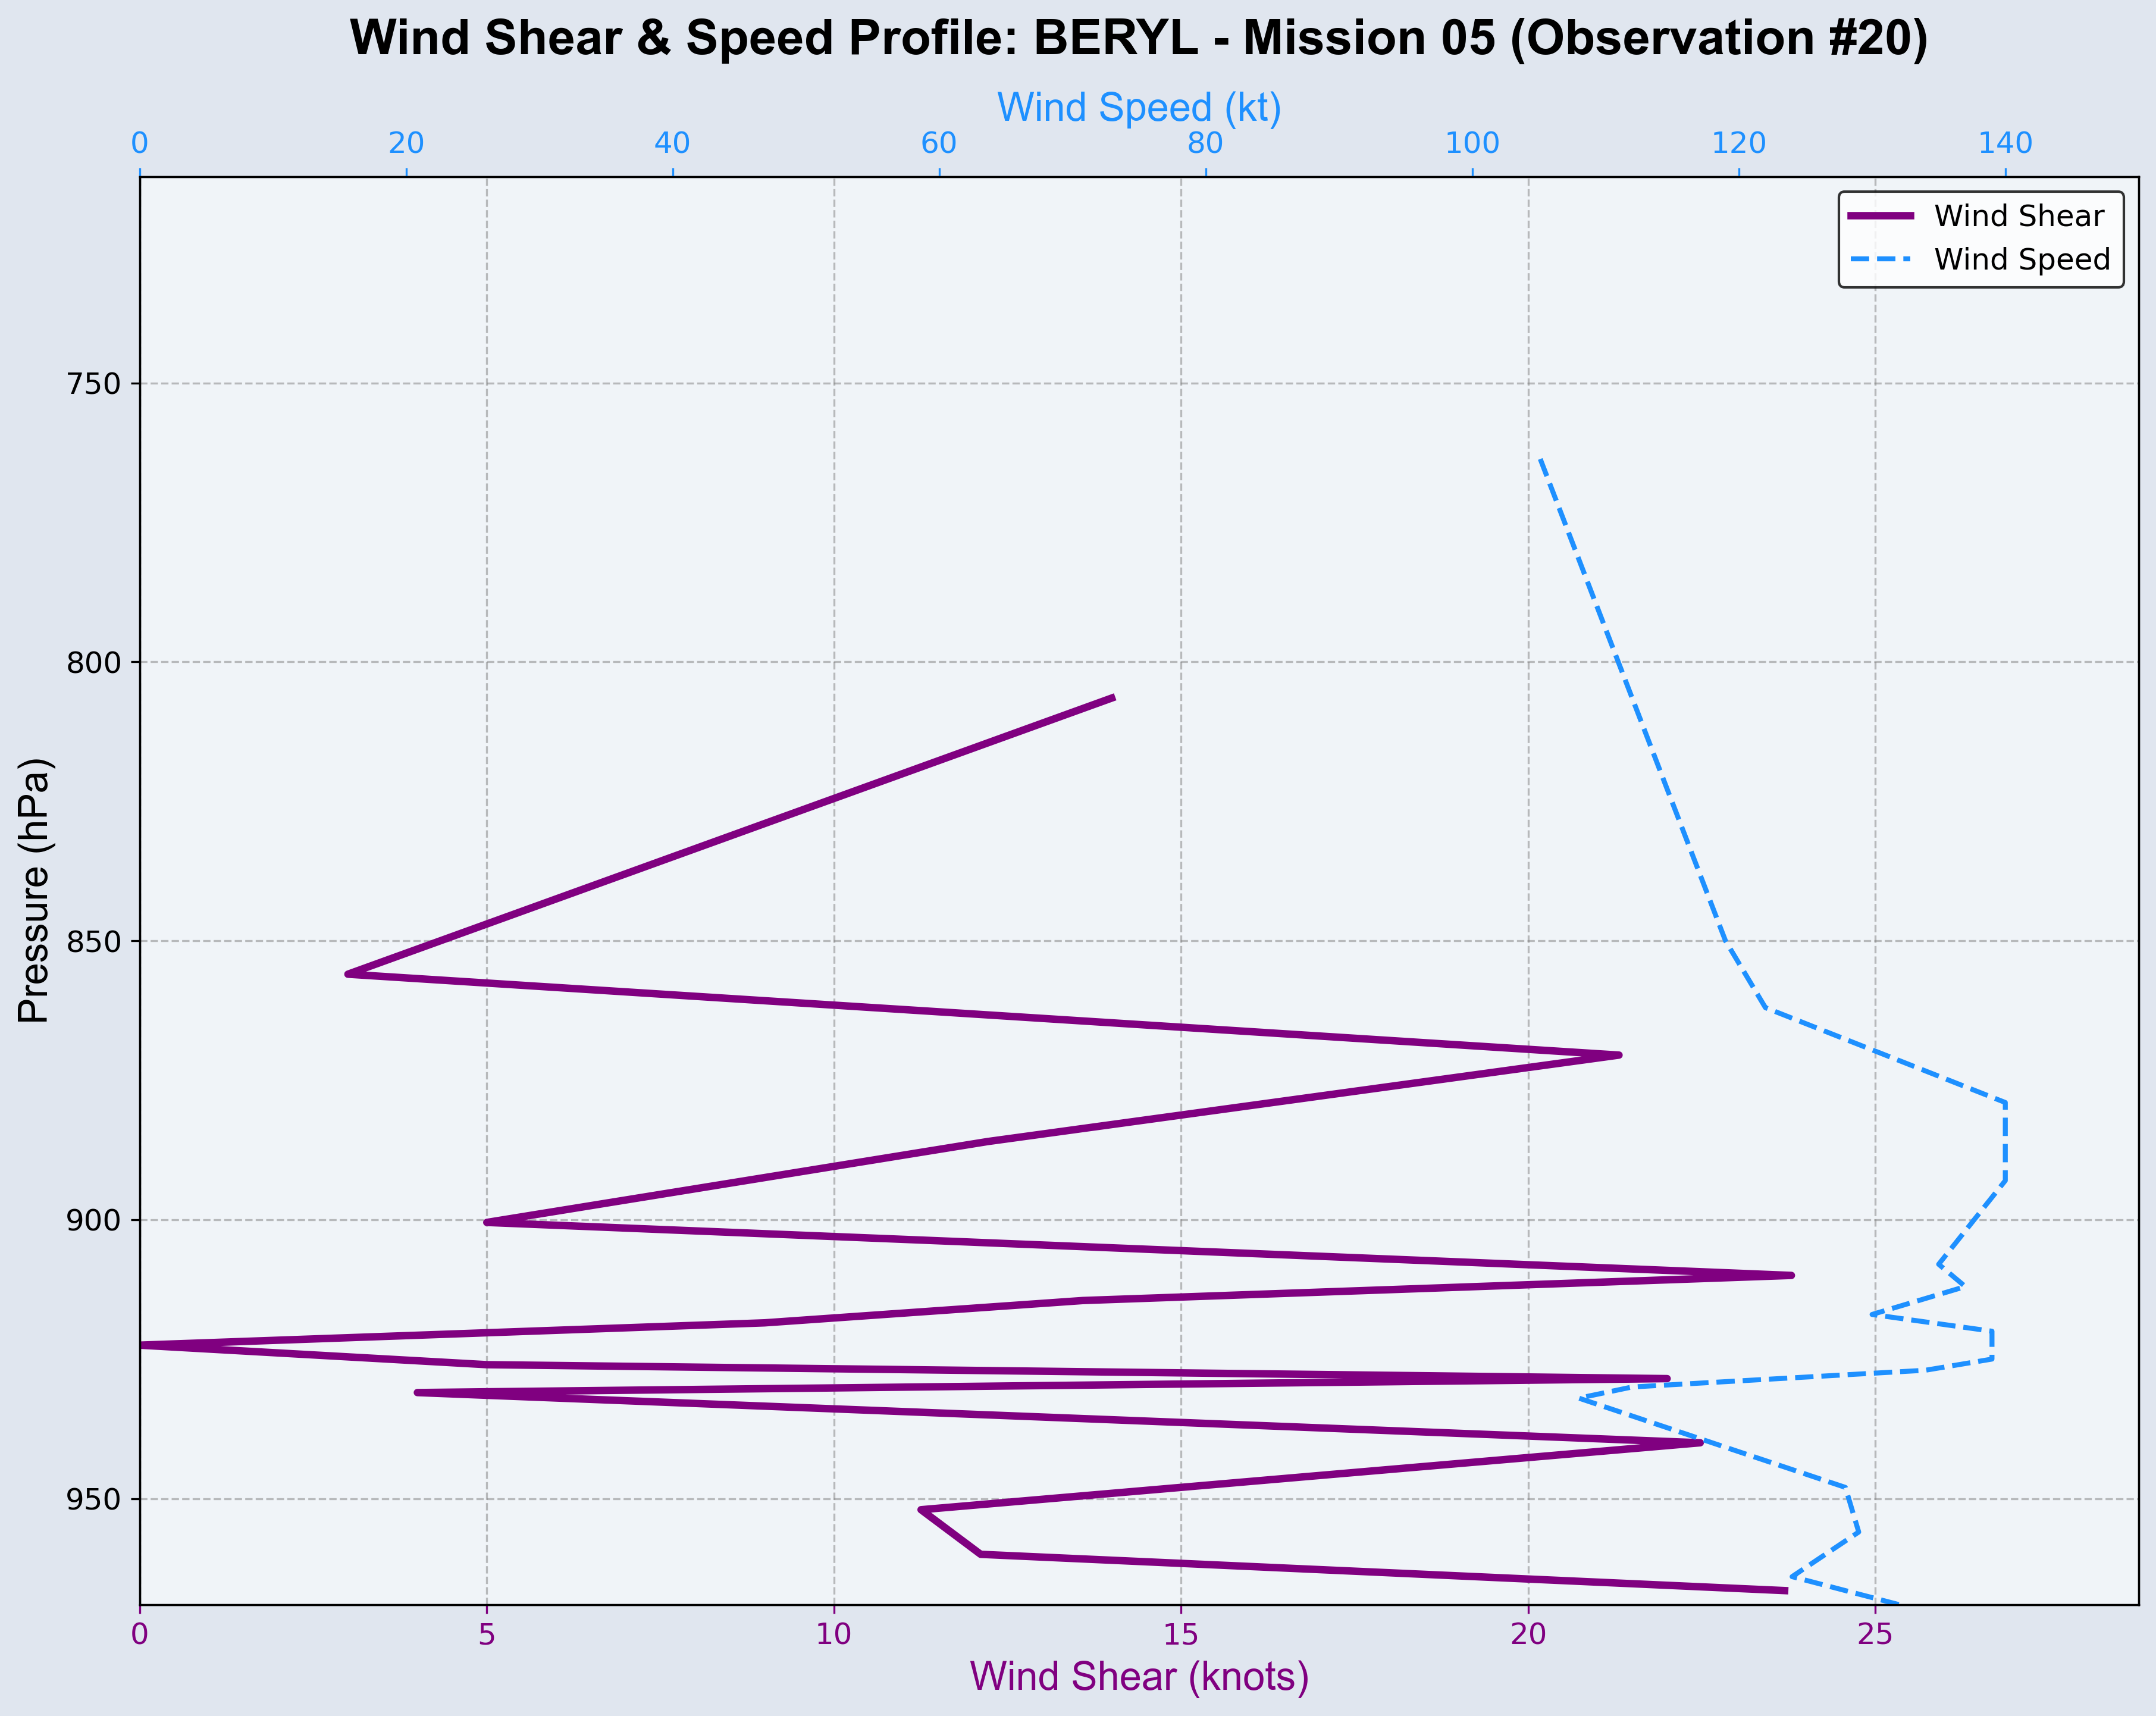 Wind Shear & Speed Profile: BERYL - Mission 05 (Observation #20)
Wind Speed (kt)
0 20 40 60 80 100 120 140
Wind Shear
Wind Speed
750
800
850
900
950
Pressure (hPa)
0 5 10 15 20 25
Wind Shear (knots)